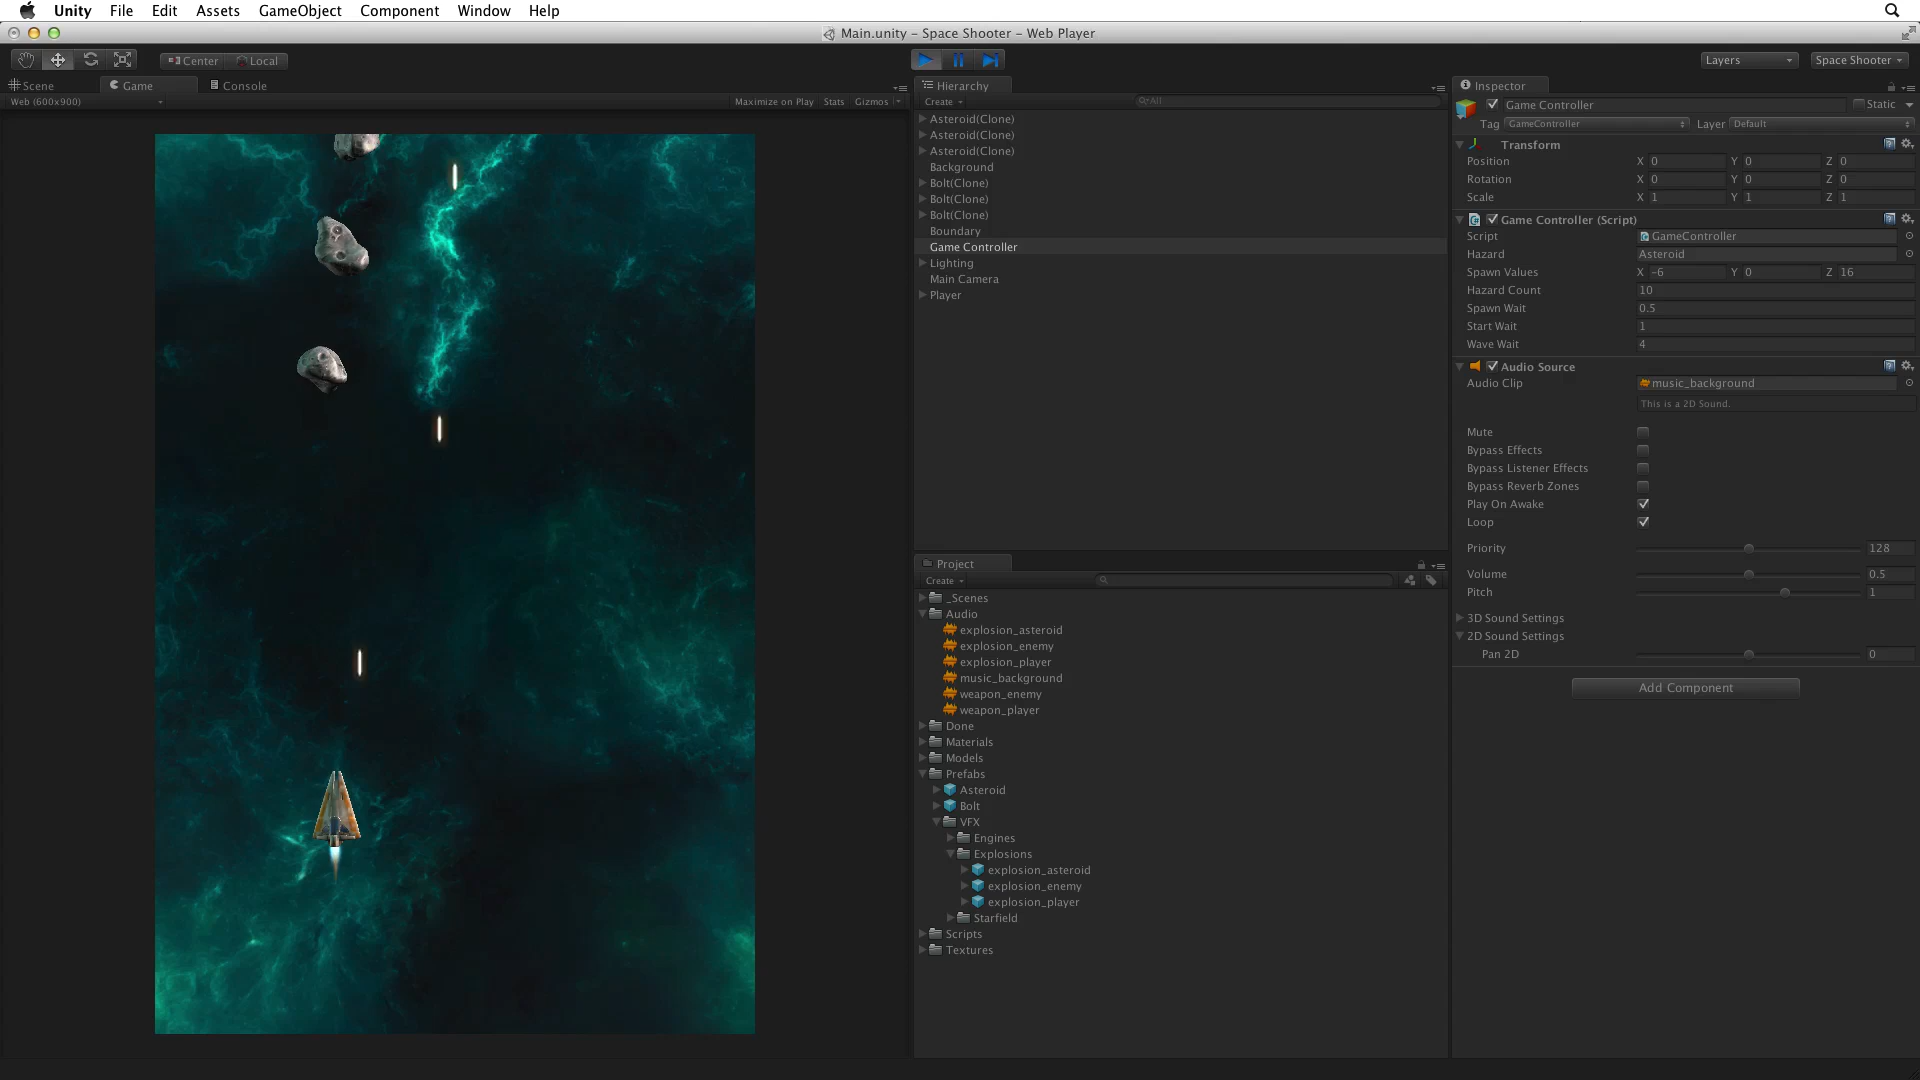 Unity File Edit Assets GameObject Component Window Help
Main.unity – Space Shooter – Web Player
Center Local
Layers Space Shooter
Scene Game Console
Web (600x900) Maximize on Play Stats Gizmos
Hierarchy
Create All
Asteroid(Clone)
Asteroid(Clone)
Asteroid(Clone)
Background
Bolt(Clone)
Bolt(Clone)
Bolt(Clone)
Boundary
Game Controller
Lighting
Main Camera
Player
Project
Create
_Scenes
Audio
explosion_asteroid
explosion_enemy
explosion_player
music_background
weapon_enemy
weapon_player
Done
Materials
Models
Prefabs
Asteroid
Bolt
VFX
Engines
Explosions
explosion_asteroid
explosion_enemy
explosion_player
Starfield
Scripts
Textures
Inspector
Game Controller Static
Tag GameController Layer Default
Transform
Position X 0 Y 0 Z 0
Rotation X 0 Y 0 Z 0
Scale X 1 Y 1 Z 1
Game Controller (Script)
Script GameController
Hazard Asteroid
Spawn Values X -6 Y 0 Z 16
Hazard Count 10
Spawn Wait 0.5
Start Wait 1
Wave Wait 4
Audio Source
Audio Clip music_background
This is a 2D Sound.
Mute
Bypass Effects
Bypass Listener Effects
Bypass Reverb Zones
Play On Awake
Loop
Priority 128
Volume 0.5
Pitch 1
3D Sound Settings
2D Sound Settings
Pan 2D 0
Add Component